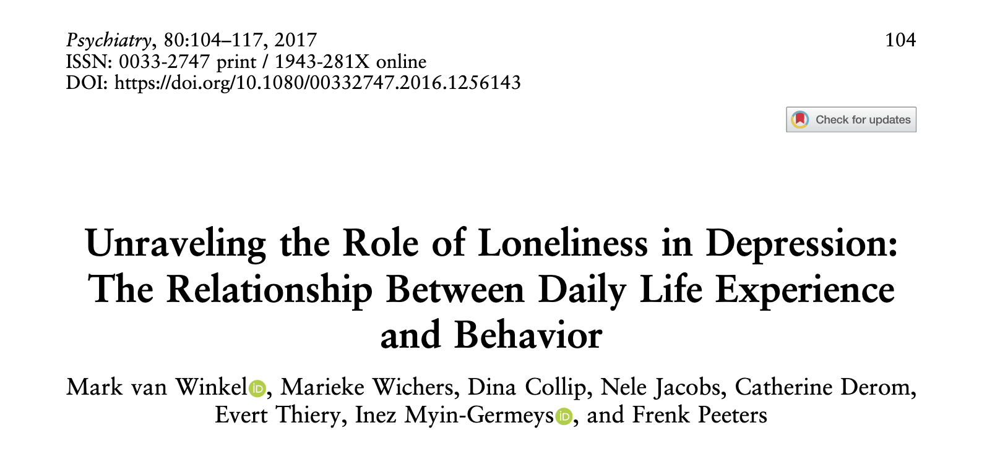 Psychiatry, 80:104–117, 2017
104
ISSN: 0033-2747 print / 1943-281X online
DOI: https://doi.org/10.1080/00332747.2016.1256143
Check for updates
Unraveling the Role of Loneliness in Depression:
The Relationship Between Daily Life Experience
and Behavior
Mark van Winkel iD, Marieke Wichers, Dina Collip, Nele Jacobs, Catherine Derom,
Evert Thiery, Inez Myin-Germeys iD, and Frenk Peeters